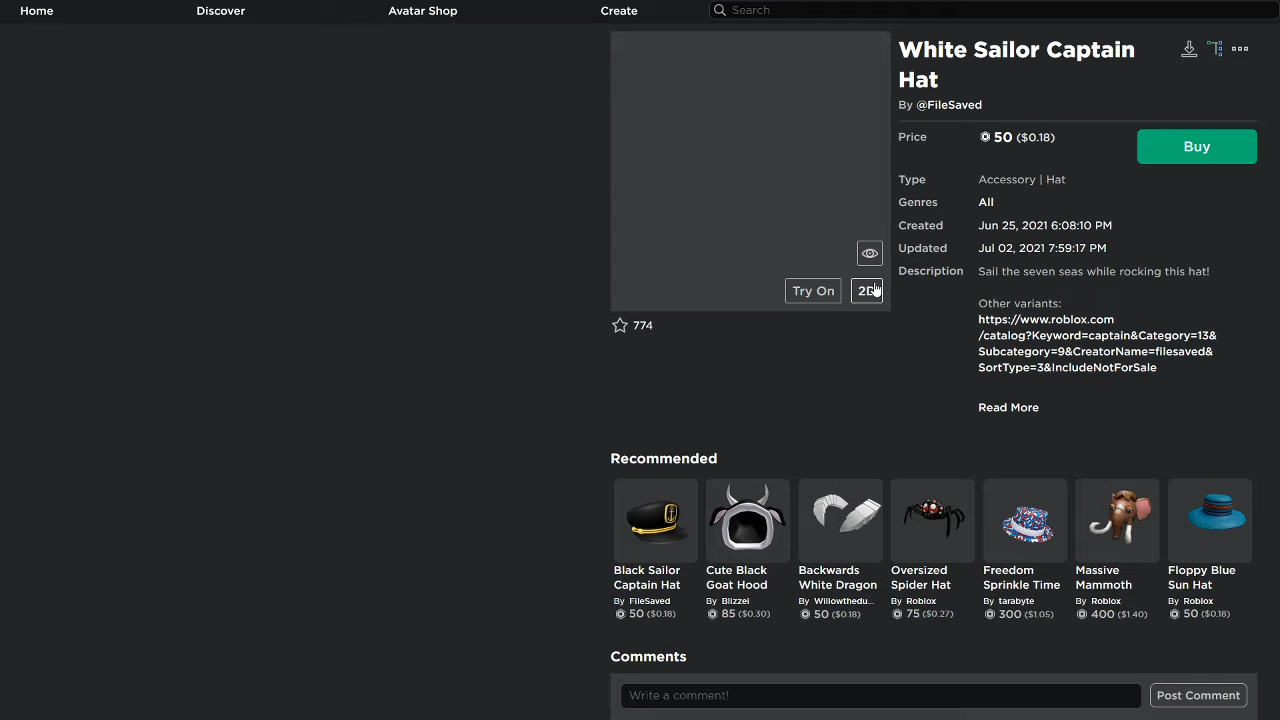 Home Discover Avatar Shop Create Search
White Sailor Captain
Hat
By @FileSaved
Price 50 ($0.18)
Buy
Type Accessory | Hat
Genres All
Created Jun 25, 2021 6:08:10 PM
Updated Jul 02, 2021 7:59:17 PM
Description Sail the seven seas while rocking this hat!
Other variants:
https://www.roblox.com
/catalog?Keyword=captain&Category=13&
Subcategory=9&CreatorName=filesaved&
SortType=3&IncludeNotForSale
Read More
Try On 2D
774
Recommended
Black Sailor
Captain Hat
By FileSaved
50 ($0.18)
Cute Black
Goat Hood
By Blizzei
85 ($0.30)
Backwards
White Dragon
By Willowthedu...
50 ($0.18)
Oversized
Spider Hat
By Roblox
75 ($0.27)
Freedom
Sprinkle Time
By tarabyte
300 ($1.05)
Massive
Mammoth
By Roblox
400 ($1.40)
Floppy Blue
Sun Hat
By Roblox
50 ($0.18)
Comments
Write a comment!
Post Comment